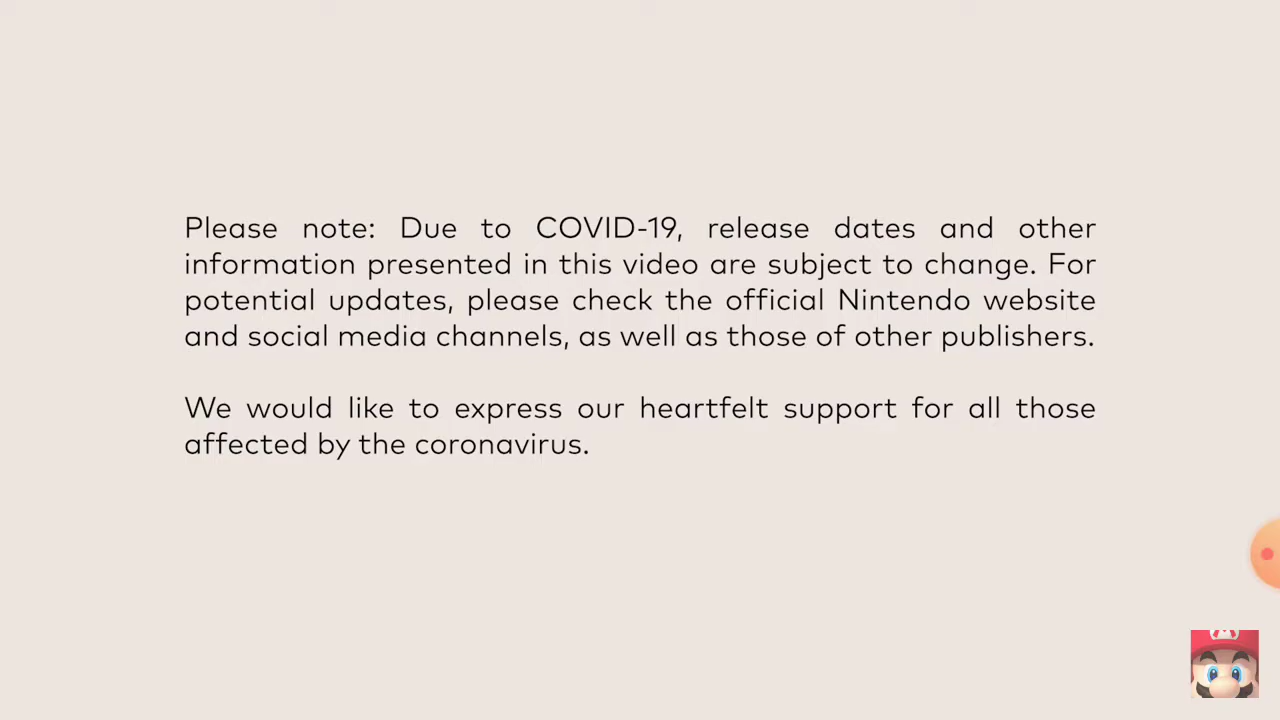 Please note: Due to COVID-19, release dates and other
information presented in this video are subject to change. For
potential updates, please check the official Nintendo website
and social media channels, as well as those of other publishers.
We would like to express our heartfelt support for all those
affected by the coronavirus.
M